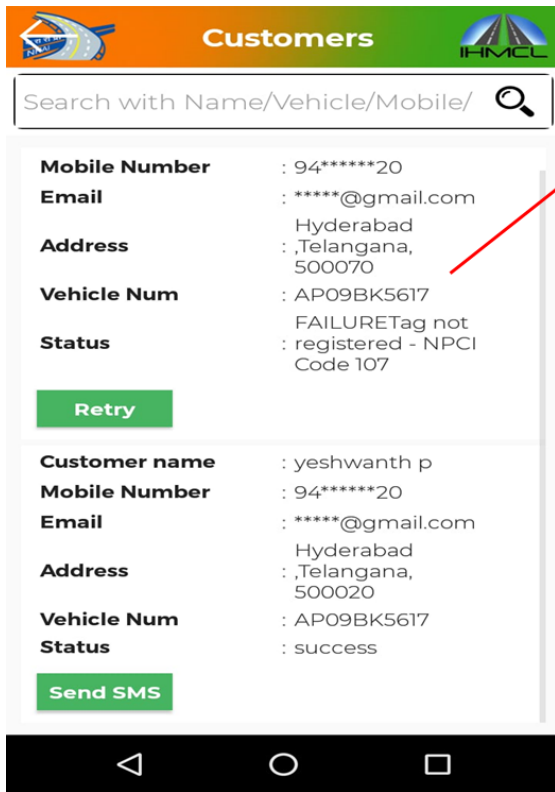 Customers
IHMCL
Search with Name/Vehicle/Mobile/
Mobile Number : 94******20
Email : *****@gmail.com
Address : Hyderabad
,Telangana,
500070
Vehicle Num : AP09BK5617
Status : FAILURETag not
registered - NPCI
Code 107
Retry
Customer name : yeshwanth p
Mobile Number : 94******20
Email : *****@gmail.com
Address : Hyderabad
,Telangana,
500020
Vehicle Num : AP09BK5617
Status : success
Send SMS